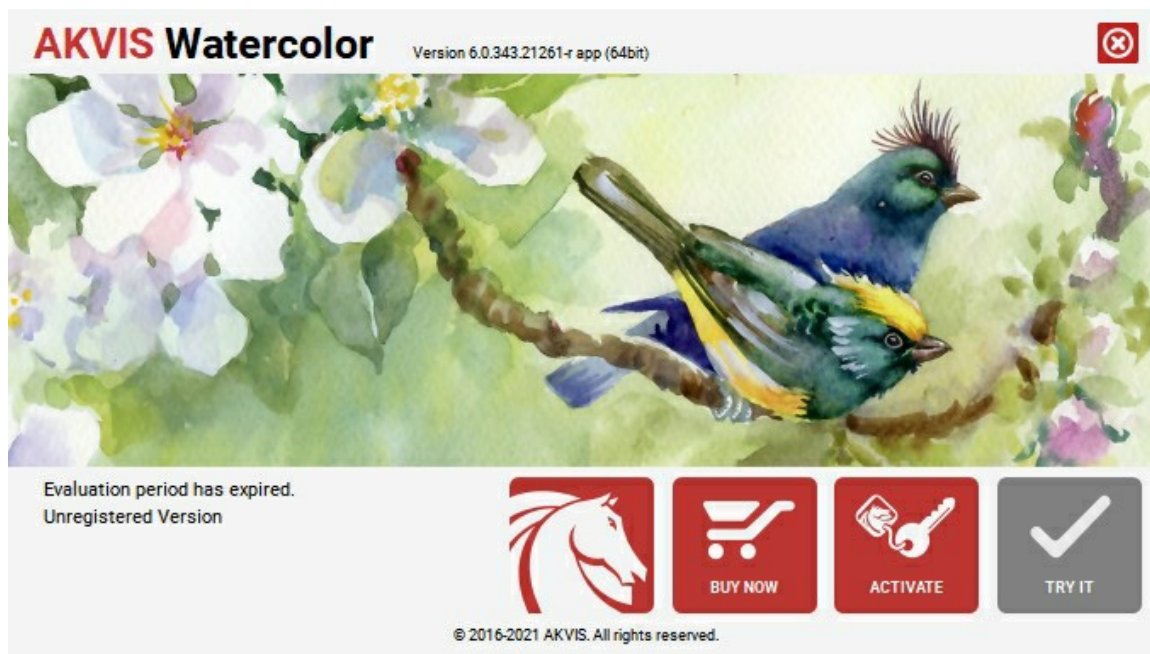 AKVIS Watercolor Version 6.0.343.21261-r app (64bit)
Evaluation period has expired.
Unregistered Version
BUY NOW
ACTIVATE
TRY IT
© 2016-2021 AKVIS. All rights reserved.